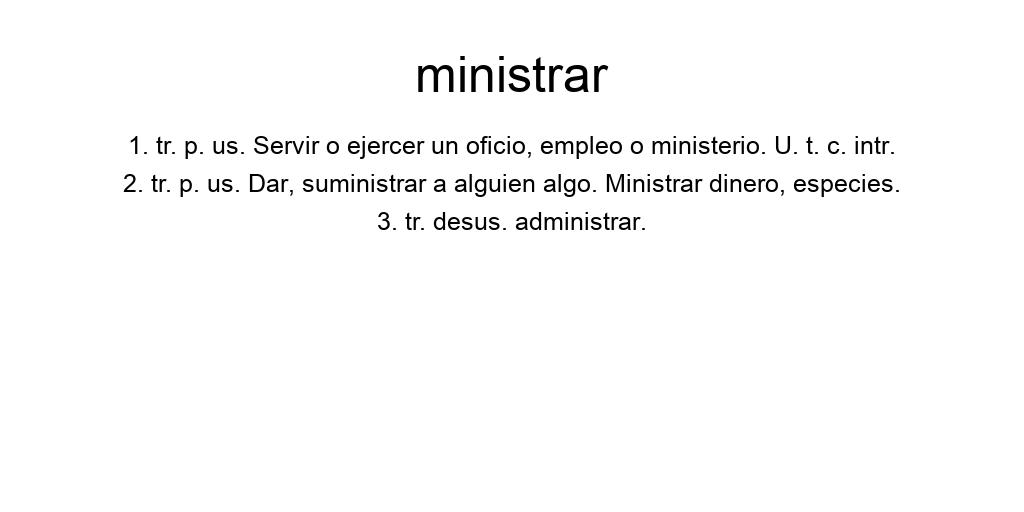 ministrar
1. tr. p. us. Servir o ejercer un oficio, empleo o ministerio. U. t. c. intr.
2. tr. p. us. Dar, suministrar a alguien algo. Ministrar dinero, especies.
3. tr. desus. administrar.